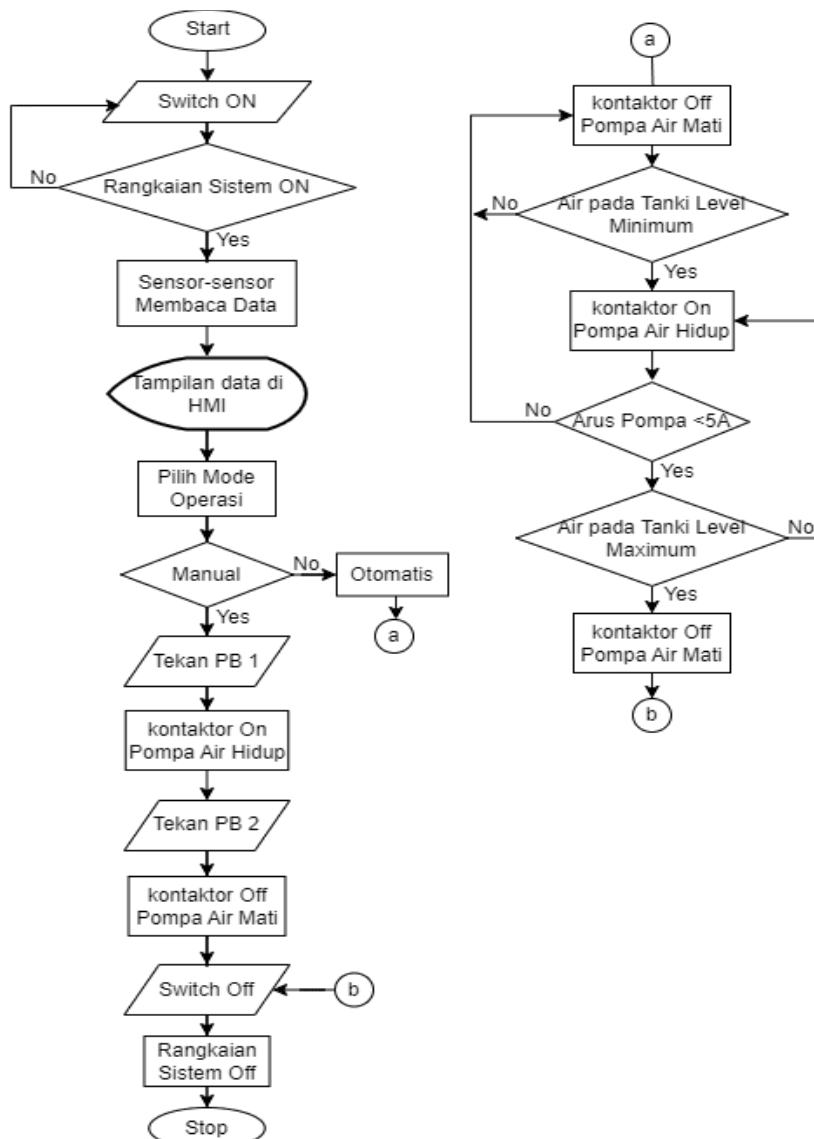 Start
Switch ON
No
Rangkaian Sistem ON
Yes
Sensor-sensor
Membaca Data
Tampilan data di
HMI
Pilih Mode
Operasi
Manual
No
Otomatis
a
Yes
Tekan PB 1
kontaktor On
Pompa Air Hidup
Tekan PB 2
kontaktor Off
Pompa Air Mati
Switch Off
b
Rangkaian
Sistem Off
Stop
a
kontaktor Off
Pompa Air Mati
No
Air pada Tanki Level
Minimum
Yes
kontaktor On
Pompa Air Hidup
No
Arus Pompa <5A
Yes
Air pada Tanki Level
Maximum
No
Yes
kontaktor Off
Pompa Air Mati
b